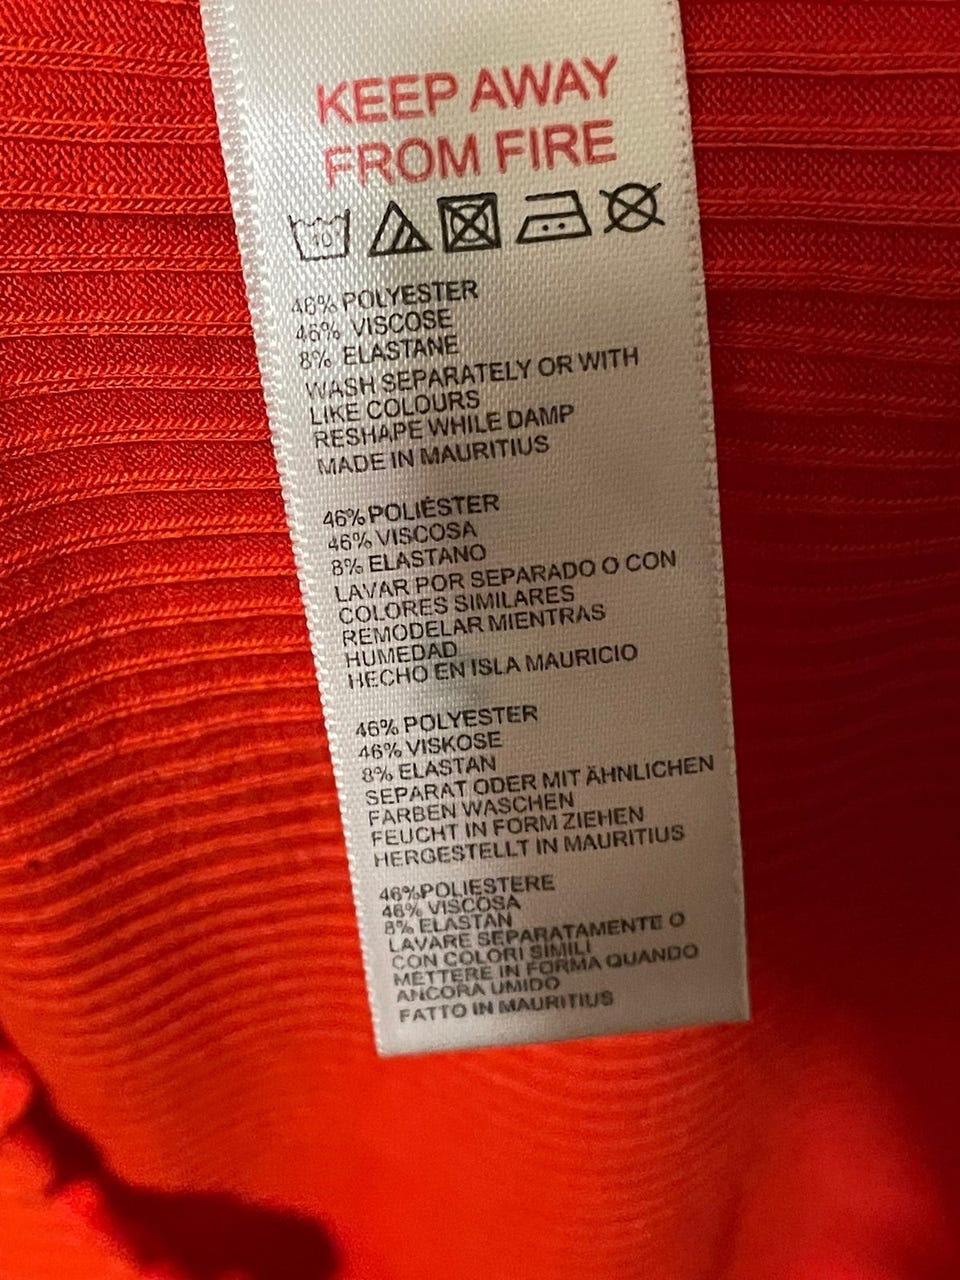 KEEP AWAY
FROM FIRE
46% POLYESTER
46% VISCOSE
8% ELASTANE
WASH SEPARATELY OR WITH
LIKE COLOURS
RESHAPE WHILE DAMP
MADE IN MAURITIUS
46% POLIÉSTER
46% VISCOSA
8% ELASTANO
LAVAR POR SEPARADO O CON
COLORES SIMILARES
REMODELAR MIENTRAS
HUMEDAD
HECHO EN ISLA MAURICIO
46% POLYESTER
46% VISKOSE
8% ELASTAN
SEPARAT ODER MIT ÄHNLICHEN
FARBEN WASCHEN
FEUCHT IN FORM ZIEHEN
HERGESTELLT IN MAURITIUS
46%POLIESTERE
46% VISCOSA
8% ELASTAN
LAVARE SEPARATAMENTE O
CON COLORI SIMILI
METTERE IN FORMA QUANDO
ANCORA UMIDO
FATTO IN MAURITIUS